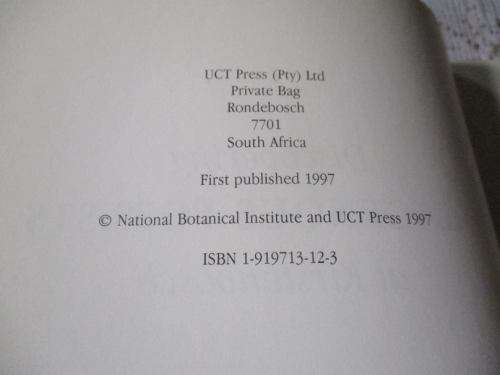 UCT Press (Pty) Ltd
Private Bag
Rondebosch
7701
South Africa
First published 1997
© National Botanical Institute and UCT Press 1997
ISBN 1-919713-12-3